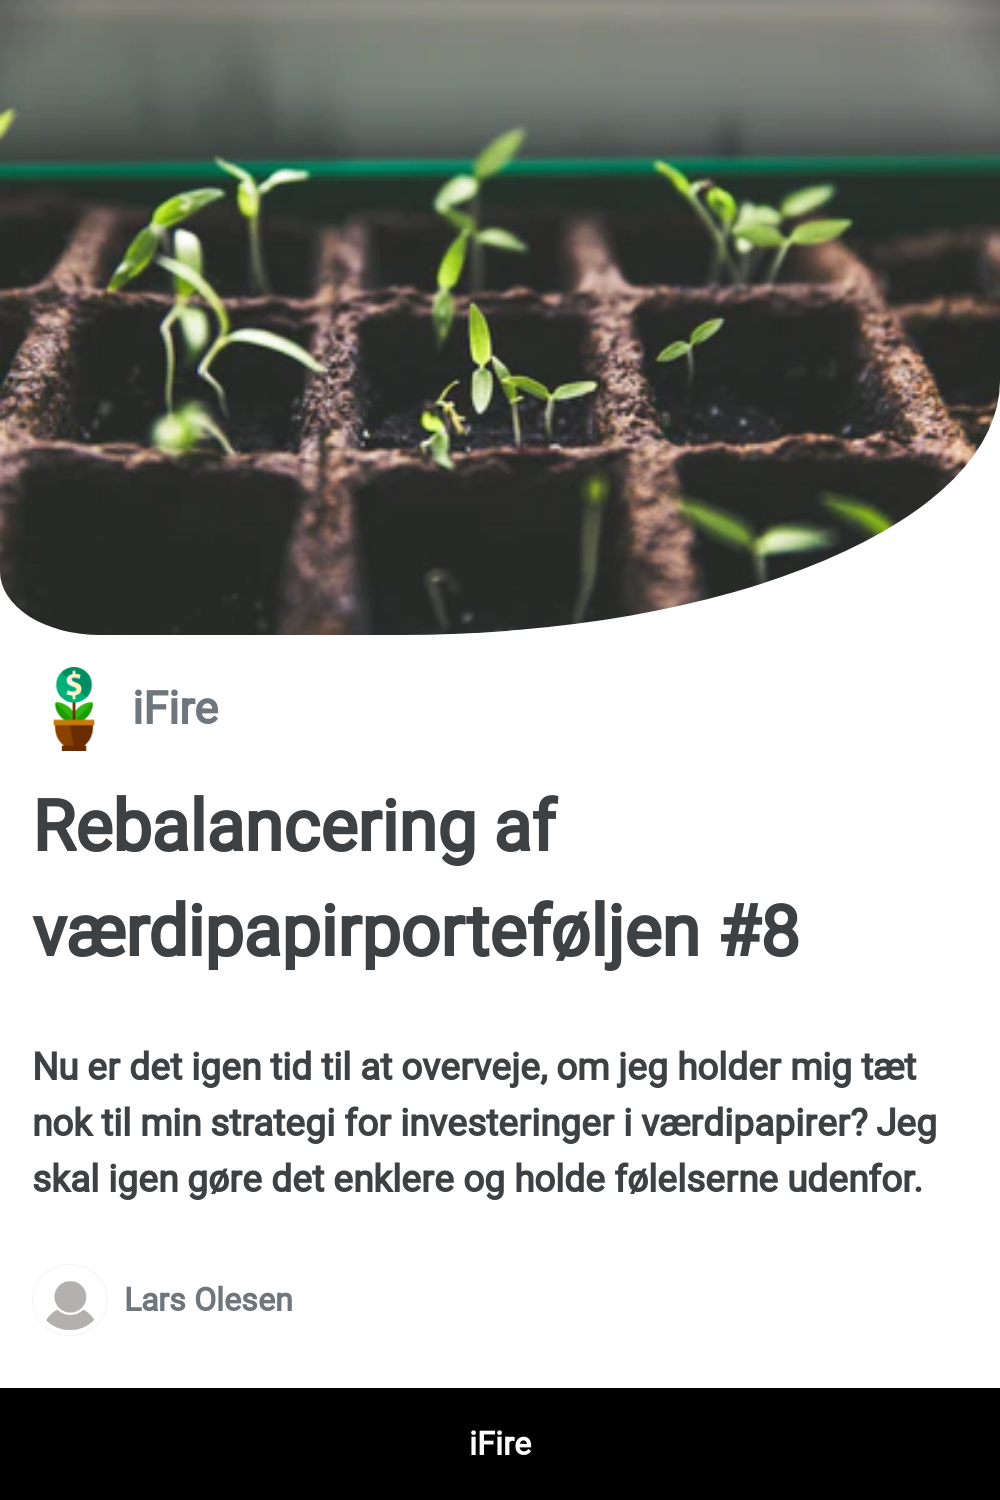 $
iFire
Rebalancering af
værdipapirporteføljen #8
Nu er det igen tid til at overveje, om jeg holder mig tæt
nok til min strategi for investeringer i værdipapirer? Jeg
skal igen gøre det enklere og holde følelserne udenfor.
Lars Olesen
iFire